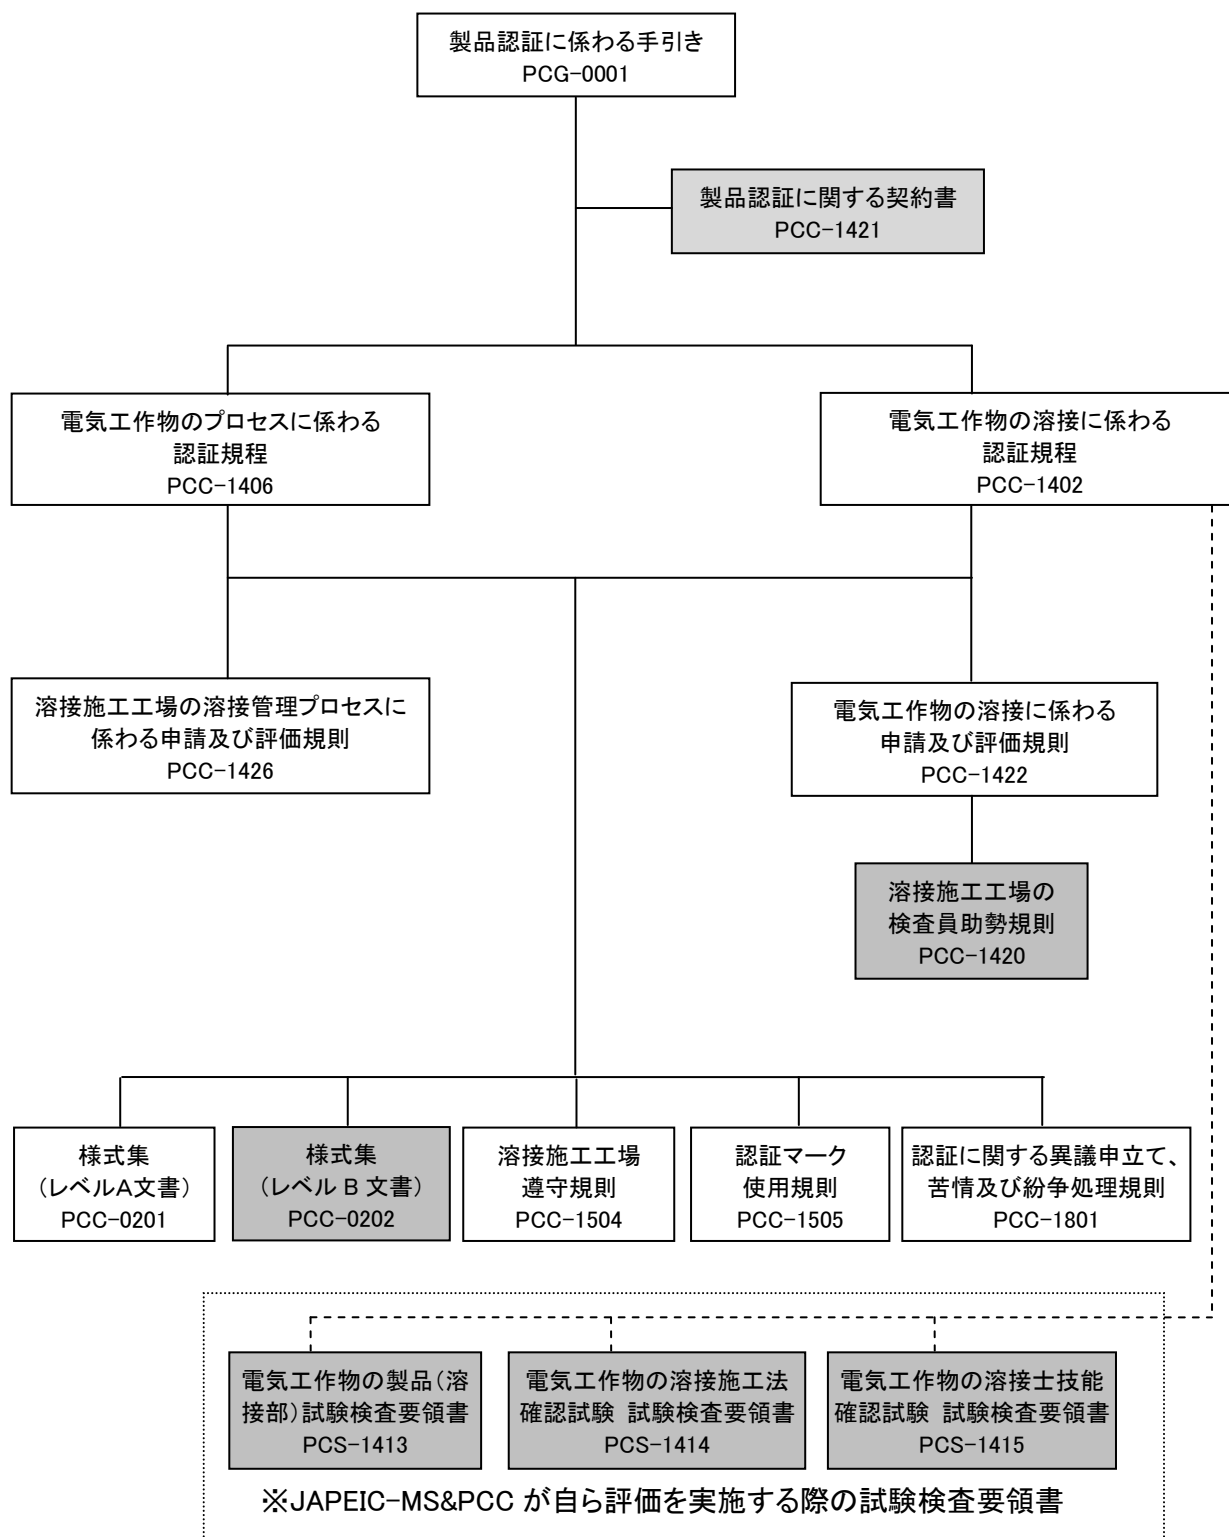 製品認証に係わる手引き
PCG-0001
製品認証に関する契約書
PCC-1421
電気工作物のプロセスに係わる
認証規程
PCC-1406
電気工作物の溶接に係わる
認証規程
PCC-1402
溶接施工工場の溶接管理プロセスに
係わる申請及び評価規則
PCC-1426
電気工作物の溶接に係わる
申請及び評価規則
PCC-1422
溶接施工工場の
検査員助勢規則
PCC-1420
様式集
(レベルA文書)
PCC-0201
様式集
(レベル B 文書)
PCC-0202
溶接施工工場
遵守規則
PCC-1504
認証マーク
使用規則
PCC-1505
認証に関する異議申立て、
苦情及び紛争処理規則
PCC-1801
電気工作物の製品(溶
接部)試験検査要領書
PCS-1413
電気工作物の溶接施工法
確認試験 試験検査要領書
PCS-1414
電気工作物の溶接士技能
確認試験 試験検査要領書
PCS-1415
※JAPEIC-MS&PCC が自ら評価を実施する際の試験検査要領書